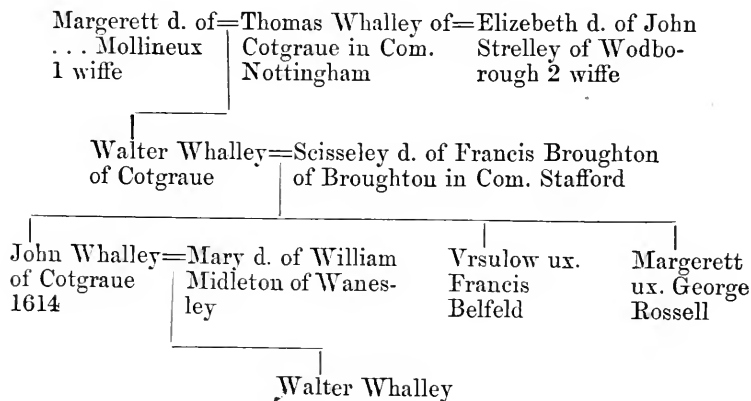 Margerett d. of=Thomas Whalley of=Elizebeth d. of John
. . . Mollineux Cotgraue in Com. Strelley of Wodbo-
1 wiffe Nottingham rough 2 wiffe
Walter Whalley=Scisseley d. of Francis Broughton
of Cotgraue of Broughton in Com. Stafford
John Whalley=Mary d. of William Vrsulow ux. Margerett
of Cotgraue Midleton of Wanes- Francis ux. George
1614 ley Belfeld Rossell
Walter Whalley